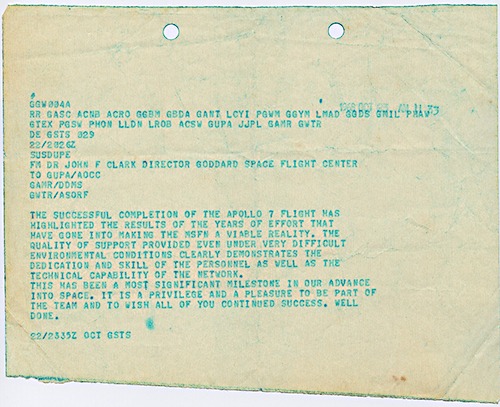 GGW004A
RR GASC ACNB ACRO GGBM GBDA GANT LCYI PGWM GGYM LMAD GGDS GMIL PHAV
GTEX PGSW PHON LLDN LROB ACSW GUPA JJPL GAMR GWTR
DE GSTS 029
22/2026Z
SUSDUPE
FM DR JOHN F CLARK DIRECTOR GODDARD SPACE FLIGHT CENTER
TO GUPA/AOCC
GAMR/DDMS
GWTR/ASORF
THE SUCCESSFUL COMPLETION OF THE APOLLO 7 FLIGHT HAS
HIGHLIGHTED THE RESULTS OF THE YEARS OF EFFORT THAT
HAVE GONE INTO MAKING THE MSFN A VIABLE REALITY. THE
QUALITY OF SUPPORT PROVIDED EVEN UNDER VERY DIFFICULT
ENVIRONMENTAL CONDITIONS CLEARLY DEMONSTRATES THE
DEDICATION AND SKILL OF THE PERSONNEL AS WELL AS THE
TECHNICAL CAPABILITY OF THE NETWORK.
THIS HAS BEEN A MOST SIGNIFICANT MILESTONE IN OUR ADVANCE
INTO SPACE. IT IS A PRIVILEGE AND A PLEASURE TO BE PART OF
THE TEAM AND TO WISH ALL OF YOU CONTINUED SUCCESS. WELL
DONE.
22/2335Z OCT GSTS